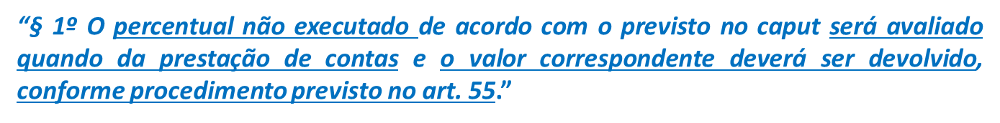 “§ 1º O percentual não executado de acordo com o previsto no caput será avaliado
quando da prestação de contas e o valor correspondente deverá ser devolvido,
conforme procedimento previsto no art. 55.”